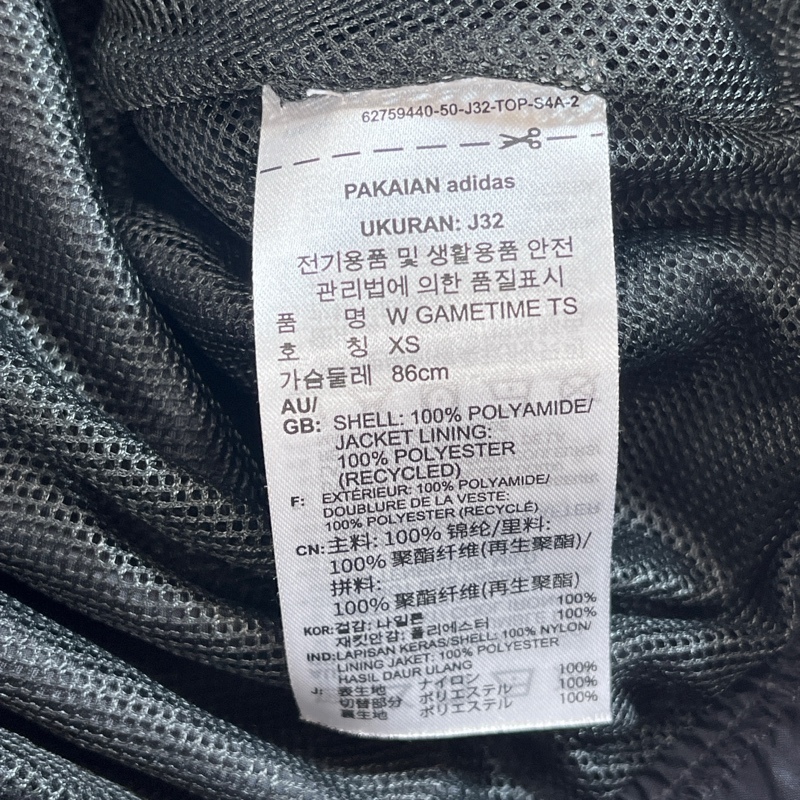 62759440-50-J32-TOP-S4A-2
PAKAIAN adidas
UKURAN: J32
전기용품 및 생활용품 안전
관리법에 의한 품질표시
품 명 W GAMETIME TS
호 칭 XS
가슴둘레 86cm
AU/
GB: SHELL: 100% POLYAMIDE/
JACKET LINING:
100% POLYESTER
(RECYCLED)
F: EXTÉRIEUR: 100% POLYAMIDE/
DOUBLURE DE LA VESTE:
100% POLYESTER (RECYCLÉ)
CN: 主料: 100% 锦纶/里料:
100% 聚酯纤维(再生聚酯)/
拼料:
100% 聚酯纤维(再生聚酯)
KOR: 겉감: 나일론 100%
재킷안감: 폴리에스터 100%
IND: LAPISAN KERAS/SHELL: 100% NYLON/
LINING JAKET: 100% POLYESTER
HASIL DAUR ULANG
J: 表生地 ナイロン 100%
切替部分 ポリエステル 100%
裏生地 ポリエステル 100%